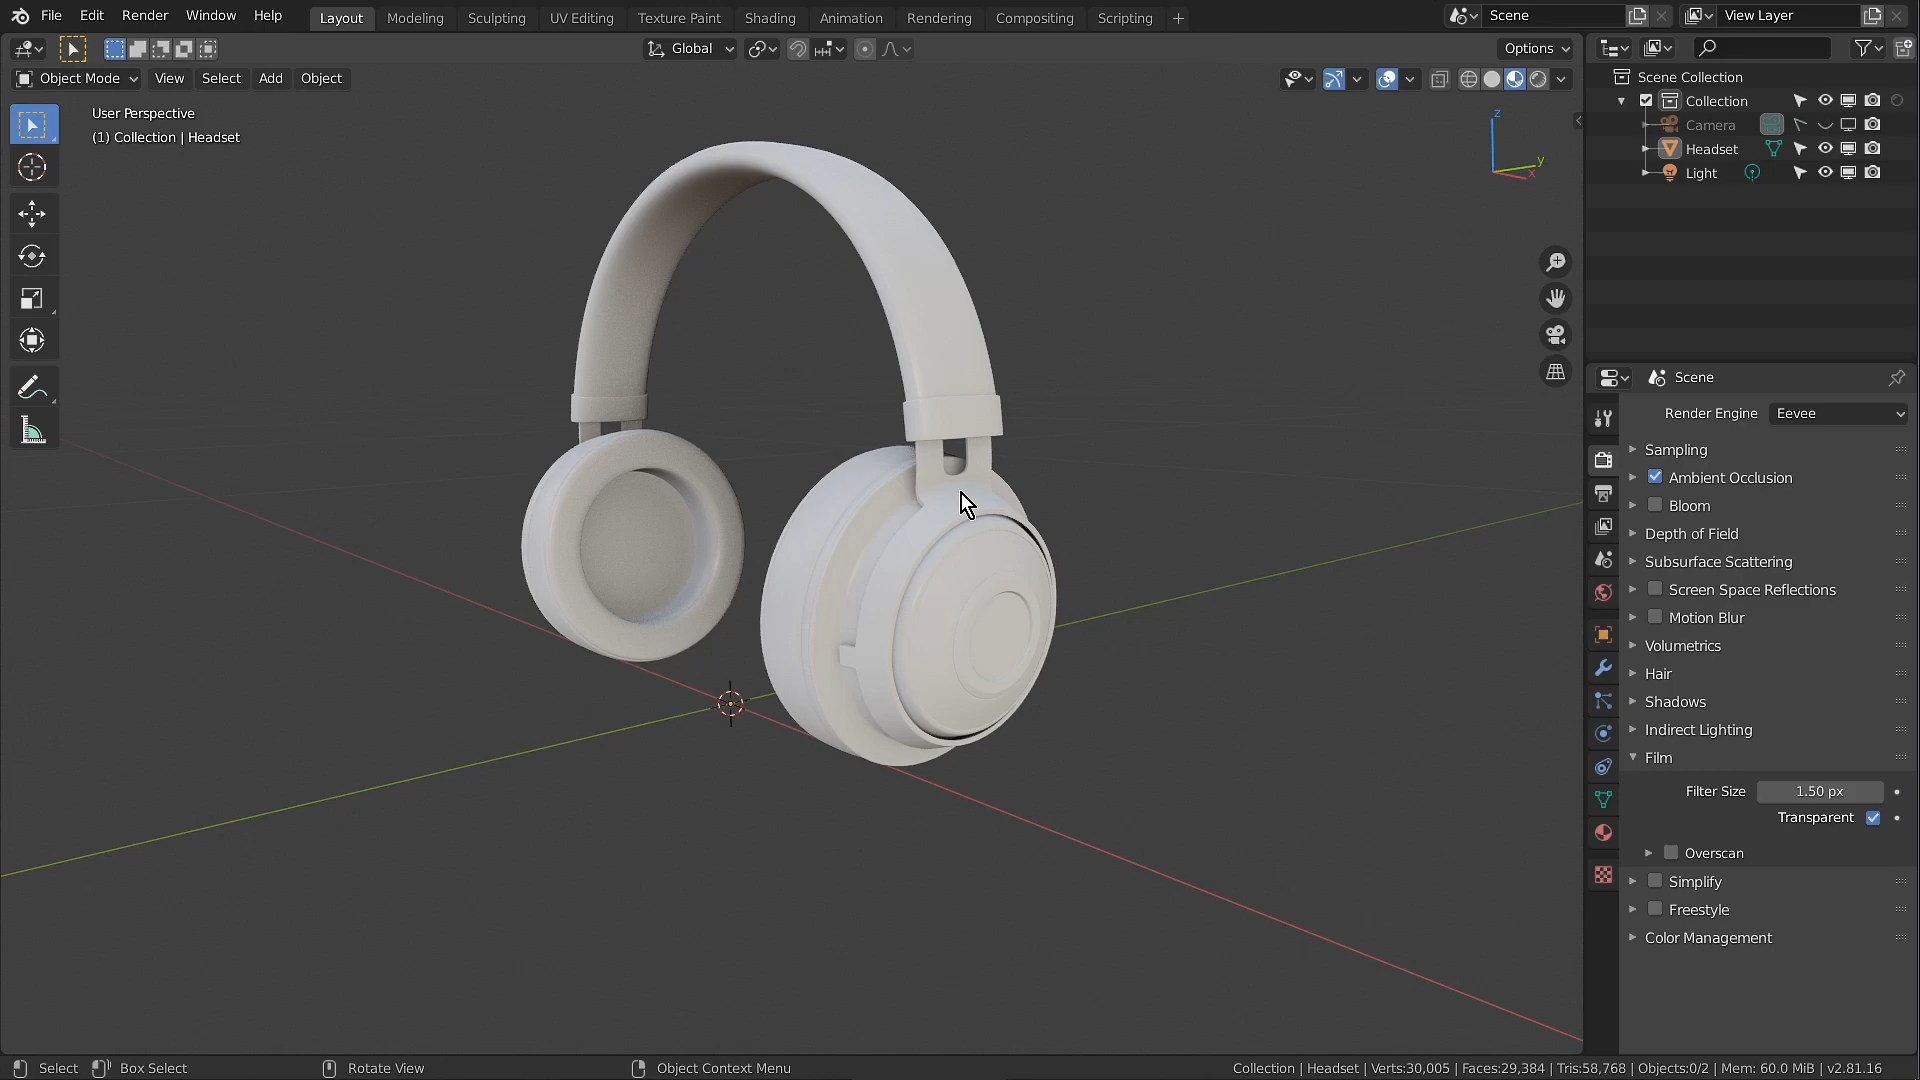 File Edit Render Window Help Layout Modeling Sculpting UV Editing Texture Paint Shading Animation Rendering Compositing Scripting + Scene View Layer
Global Options
Object Mode View Select Add Object
User Perspective
(1) Collection | Headset
z
y
x
Scene Collection
Collection
Camera
Headset
Light
Scene
Render Engine Eevee
Sampling
Ambient Occlusion
Bloom
Depth of Field
Subsurface Scattering
Screen Space Reflections
Motion Blur
Volumetrics
Hair
Shadows
Indirect Lighting
Film
Filter Size 1.50 px
Transparent
Overscan
Simplify
Freestyle
Color Management
Select Box Select Rotate View Object Context Menu Collection | Headset | Verts:30,005 | Faces:29,384 | Tris:58,768 | Objects:0/2 | Mem: 60.0 MiB | v2.81.16